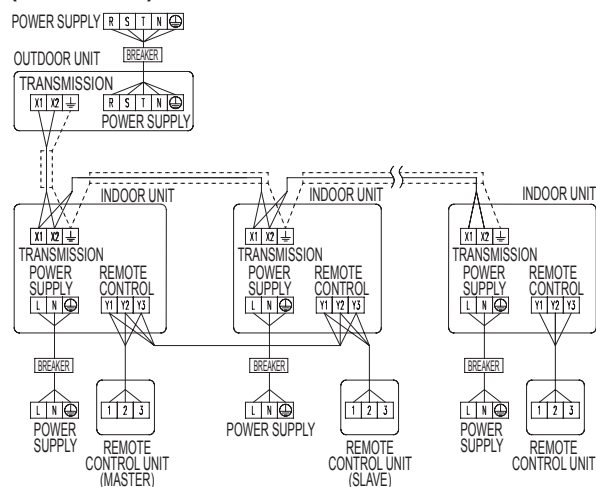 POWER SUPPLY R S T N
OUTDOOR UNIT BREAKER
TRANSMISSION
X1 X2 R S T N
POWER SUPPLY
INDOOR UNIT INDOOR UNIT INDOOR UNIT
X1 X2 X1 X2 X1 X2
TRANSMISSION TRANSMISSION TRANSMISSION
POWER REMOTE POWER REMOTE POWER REMOTE
SUPPLY CONTROL SUPPLY CONTROL SUPPLY CONTROL
L N Y1 Y2 Y3 L N Y1 Y2 Y3 L N Y1 Y2 Y3
BREAKER BREAKER BREAKER
L N 1 2 3 L N 1 2 3 L N 1 2 3
POWER SUPPLY REMOTE CONTROL UNIT (MASTER)
POWER SUPPLY REMOTE CONTROL UNIT (SLAVE)
POWER SUPPLY REMOTE CONTROL UNIT